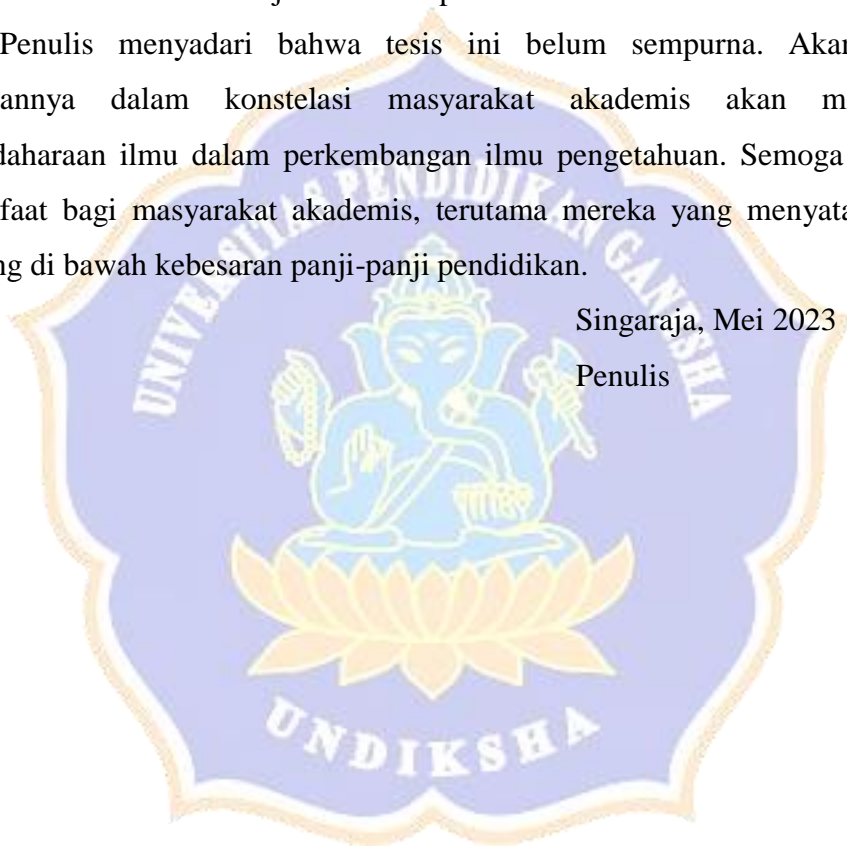 Penulis menyadari bahwa tesis ini belum sempurna. Akan
annya dalam konstelasi masyarakat akademis akan m
daharaan ilmu dalam perkembangan ilmu pengetahuan. Semoga
faat bagi masyarakat akademis, terutama mereka yang menyata
ng di bawah kebesaran panji-panji pendidikan.
Singaraja, Mei 2023
Penulis
UNIVERSITAS PENDIDIKAN GANESHA
UNDIKSHA